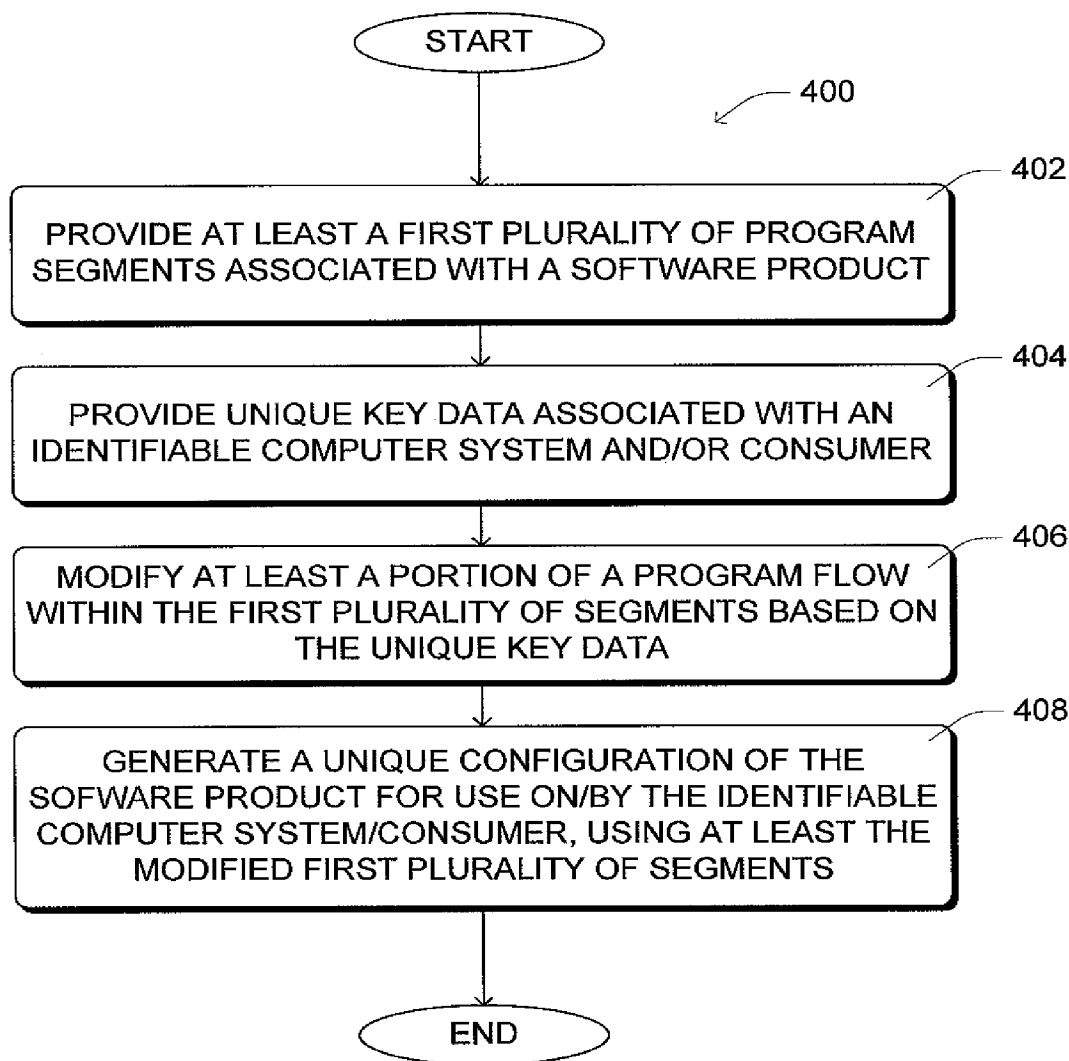 START
400
402
PROVIDE AT LEAST A FIRST PLURALITY OF PROGRAM
SEGMENTS ASSOCIATED WITH A SOFTWARE PRODUCT
404
PROVIDE UNIQUE KEY DATA ASSOCIATED WITH AN
IDENTIFIABLE COMPUTER SYSTEM AND/OR CONSUMER
406
MODIFY AT LEAST A PORTION OF A PROGRAM FLOW
WITHIN THE FIRST PLURALITY OF SEGMENTS BASED ON
THE UNIQUE KEY DATA
408
GENERATE A UNIQUE CONFIGURATION OF THE
SOFWARE PRODUCT FOR USE ON/BY THE IDENTIFIABLE
COMPUTER SYSTEM/CONSUMER, USING AT LEAST THE
MODIFIED FIRST PLURALITY OF SEGMENTS
END